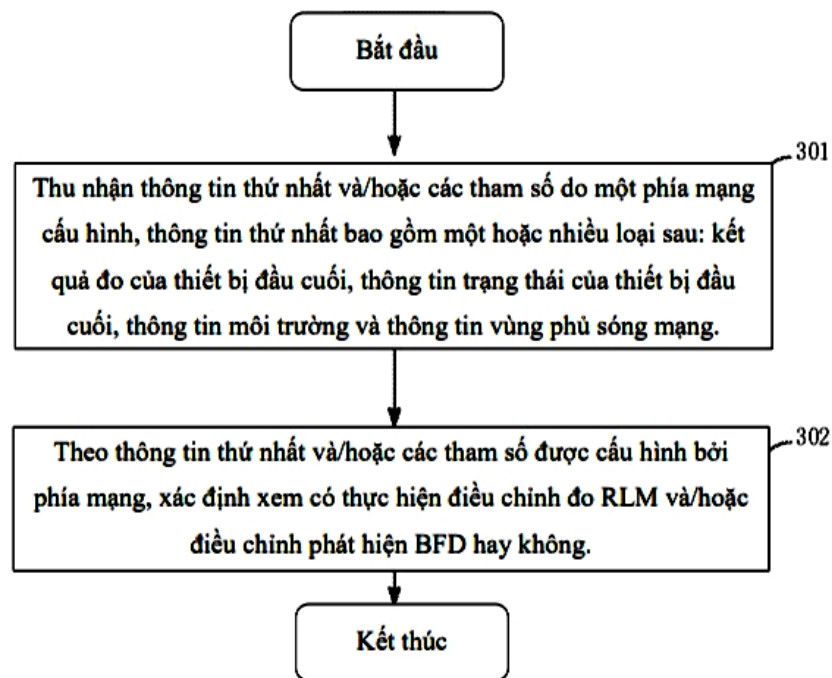 Bắt đầu
301
Thu nhận thông tin thứ nhất và/hoặc các tham số do một phía mạng
cấu hình, thông tin thứ nhất bao gồm một hoặc nhiều loại sau: kết
quả đo của thiết bị đầu cuối, thông tin trạng thái của thiết bị đầu
cuối, thông tin môi trường và thông tin vùng phủ sóng mạng.
302
Theo thông tin thứ nhất và/hoặc các tham số được cấu hình bởi
phía mạng, xác định xem có thực hiện điều chỉnh đo RLM và/hoặc
điều chỉnh phát hiện BFD hay không.
Kết thúc